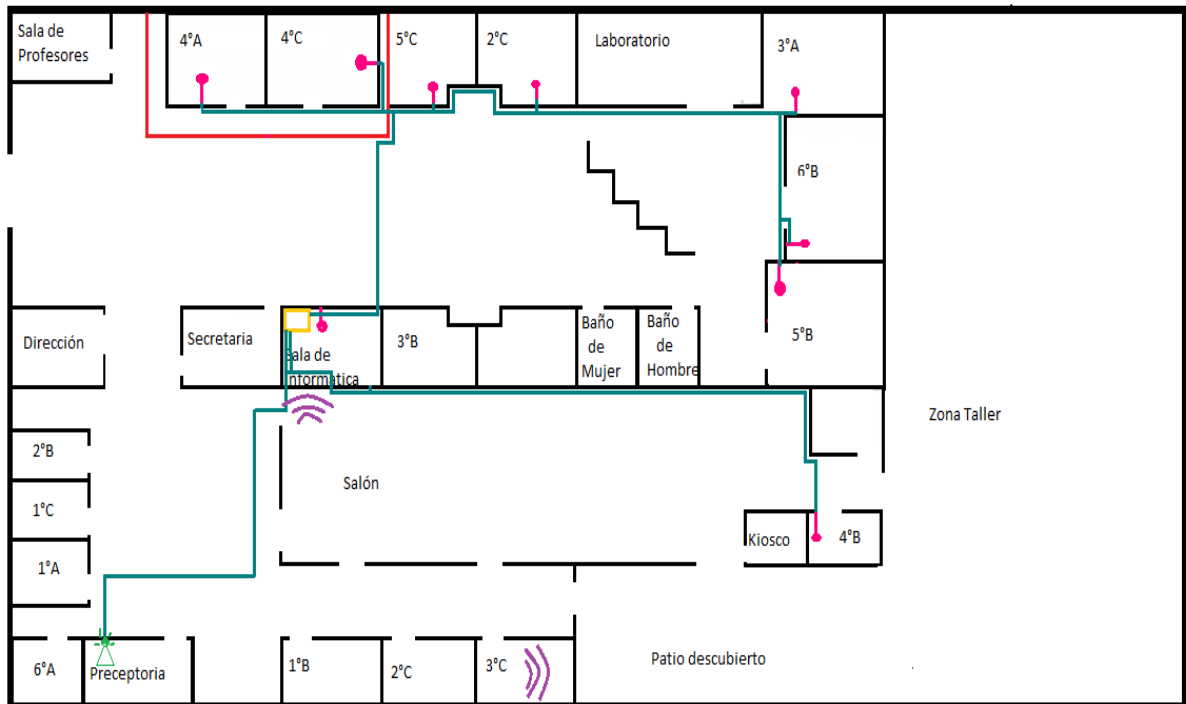 Sala de
Profesores
4°A
4°C
5°C
2°C
Laboratorio
3°A
6°B
Dirección
Secretaria
Sala de
Informatica
3°B
Baño
de
Mujer
Baño
de
Hombre
5°B
Zona Taller
2°B
1°C
1°A
Salón
Kiosco
4°B
6°A
Preceptoria
1°B
2°C
3°C
Patio descubierto